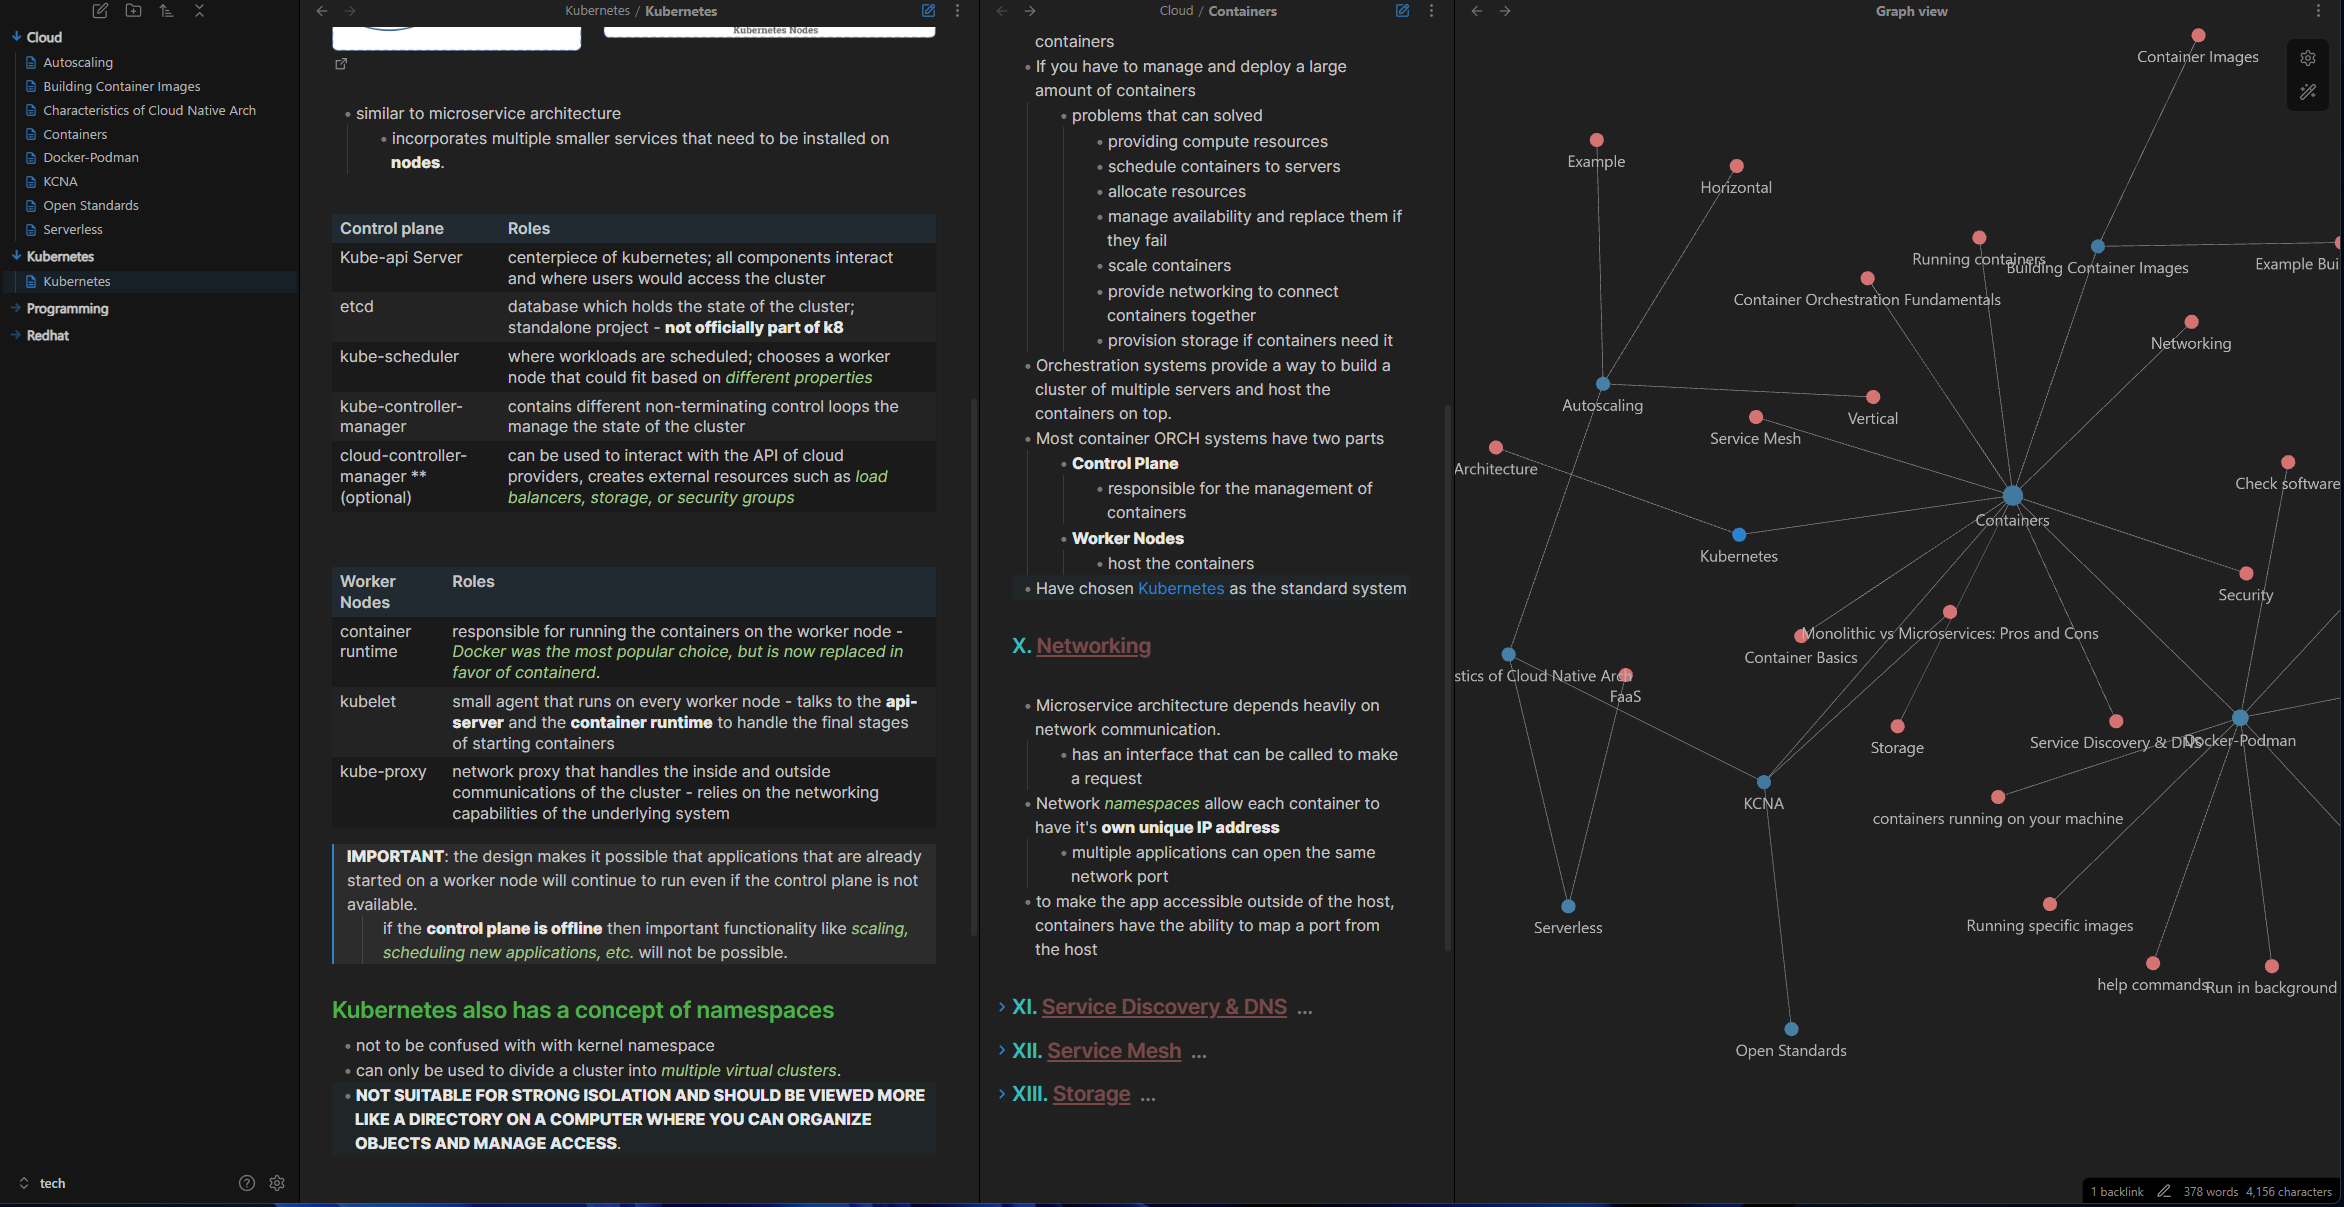 Cloud
Autoscaling
Building Container Images
Characteristics of Cloud Native Arch
Containers
Docker-Podman
KCNA
Open Standards
Serverless
Kubernetes
Kubernetes
Programming
Redhat
tech
Kubernetes / Kubernetes
Kubernetes Nodes
similar to microservice architecture
incorporates multiple smaller services that need to be installed on
nodes.
Control plane Roles
Kube-api Server centerpiece of kubernetes; all components interact
and where users would access the cluster
etcd database which holds the state of the cluster;
standalone project - not officially part of k8
kube-scheduler where workloads are scheduled; chooses a worker
node that could fit based on different properties
kube-controller- contains different non-terminating control loops the
manager manage the state of the cluster
cloud-controller- can be used to interact with the API of cloud
manager ** providers, creates external resources such as load
(optional) balancers, storage, or security groups
Worker Roles
Nodes
container responsible for running the containers on the worker node -
runtime Docker was the most popular choice, but is now replaced in
favor of containerd.
kubelet small agent that runs on every worker node - talks to the api-
server and the container runtime to handle the final stages
of starting containers
kube-proxy network proxy that handles the inside and outside
communications of the cluster - relies on the networking
capabilities of the underlying system
IMPORTANT: the design makes it possible that applications that are already
started on a worker node will continue to run even if the control plane is not
available.
if the control plane is offline then important functionality like scaling,
scheduling new applications, etc. will not be possible.
Kubernetes also has a concept of namespaces
not to be confused with with kernel namespace
can only be used to divide a cluster into multiple virtual clusters.
NOT SUITABLE FOR STRONG ISOLATION AND SHOULD BE VIEWED MORE
LIKE A DIRECTORY ON A COMPUTER WHERE YOU CAN ORGANIZE
OBJECTS AND MANAGE ACCESS.
Cloud / Containers
containers
If you have to manage and deploy a large
amount of containers
problems that can solved
providing compute resources
schedule containers to servers
allocate resources
manage availability and replace them if
they fail
scale containers
provide networking to connect
containers together
provision storage if containers need it
Orchestration systems provide a way to build a
cluster of multiple servers and host the
containers on top.
Most container ORCH systems have two parts
Control Plane
responsible for the management of
containers
Worker Nodes
host the containers
Have chosen Kubernetes as the standard system
X. Networking
Microservice architecture depends heavily on
network communication.
has an interface that can be called to make
a request
Network namespaces allow each container to
have it's own unique IP address
multiple applications can open the same
network port
to make the app accessible outside of the host,
containers have the ability to map a port from
the host
XI. Service Discovery & DNS ...
XII. Service Mesh ...
XIII. Storage ...
Graph view
Container Images
Example
Horizontal
Running containers
Building Container Images
Example Bui
Container Orchestration Fundamentals
Networking
Autoscaling
Vertical
Service Mesh
Architecture
Check software
Containers
Kubernetes
Security
Monolithic vs Microservices: Pros and Cons
Container Basics
stics of Cloud Native Arch
FaaS
Storage
Service Discovery & DNS
Docker-Podman
KCNA
containers running on your machine
Serverless
Running specific images
help commands
Run in background
Open Standards
1 backlink 378 words 4,156 characters